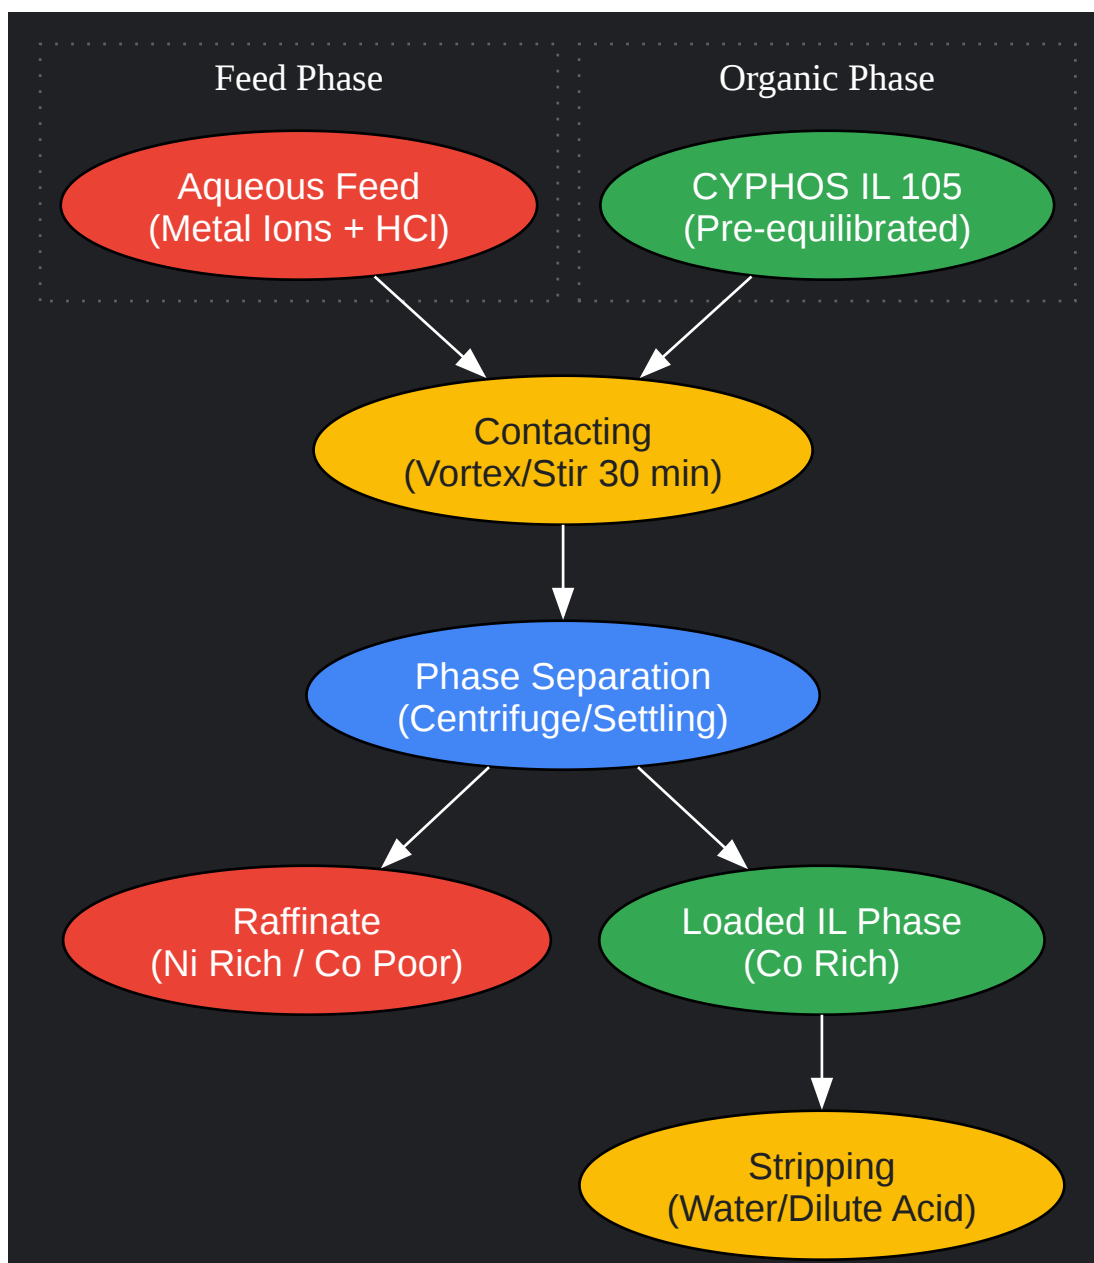 Feed Phase
Organic Phase
Aqueous Feed
(Metal Ions + HCl)
CYPHOS IL 105
(Pre-equilibrated)
Contacting
(Vortex/Stir 30 min)
Phase Separation
(Centrifuge/Settling)
Raffinate
(Ni Rich / Co Poor)
Loaded IL Phase
(Co Rich)
Stripping
(Water/Dilute Acid)